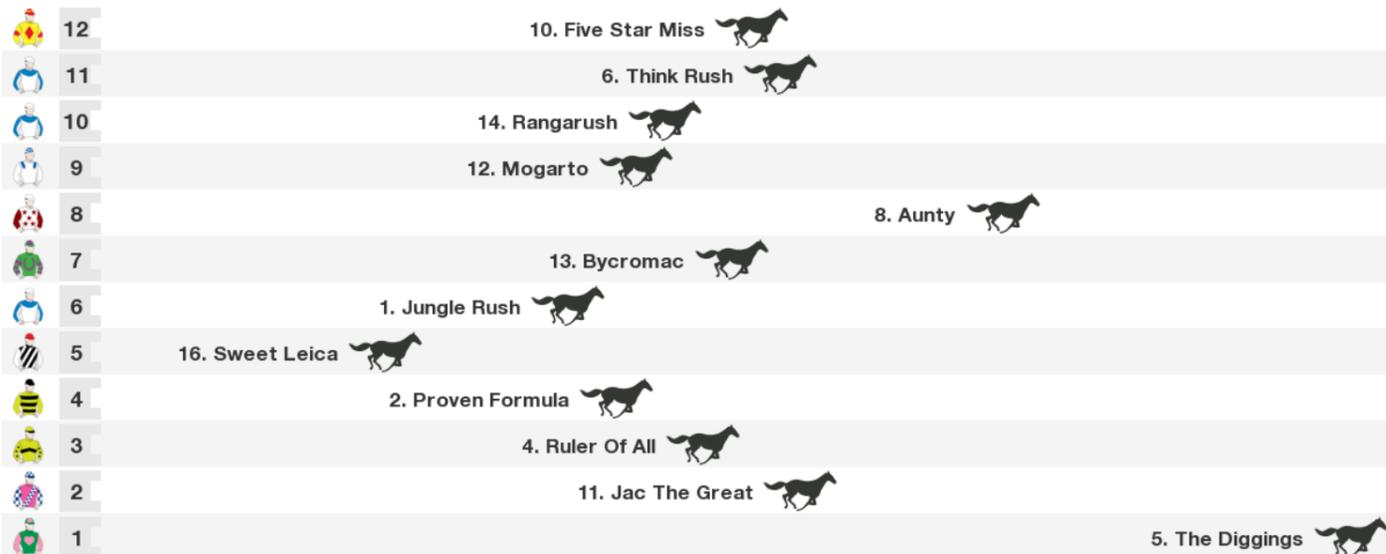 12 10. Five Star Miss
11 6. Think Rush
10 14. Rangarush
9 12. Mogarto
8 8. Aunty
7 13. Bycromac
6 1. Jungle Rush
5 16. Sweet Leica
4 2. Proven Formula
3 4. Ruler Of All
2 11. Jac The Great
1 5. The Diggings